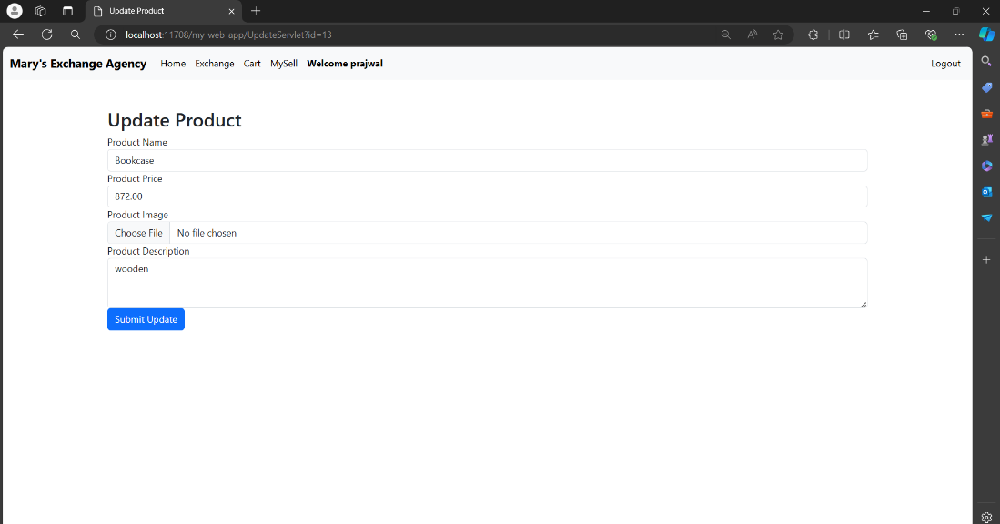 Update Product
localhost:11708/my-web-app/UpdateServlet?id=13
Mary's Exchange Agency Home Exchange Cart MySell Welcome prajwal Logout
Update Product
Product Name
Bookcase
Product Price
872.00
Product Image
Choose File No file chosen
Product Description
wooden
Submit Update